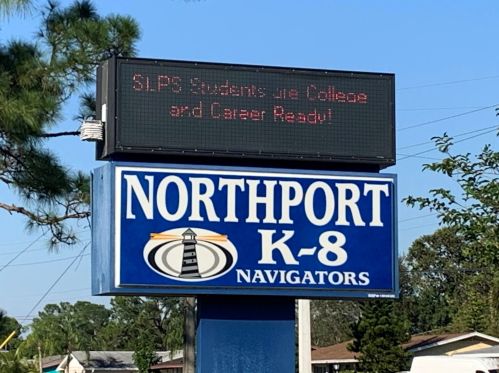 SLPS Students are College
and Career Ready!
NORTHPORT
K-8
NAVIGATORS